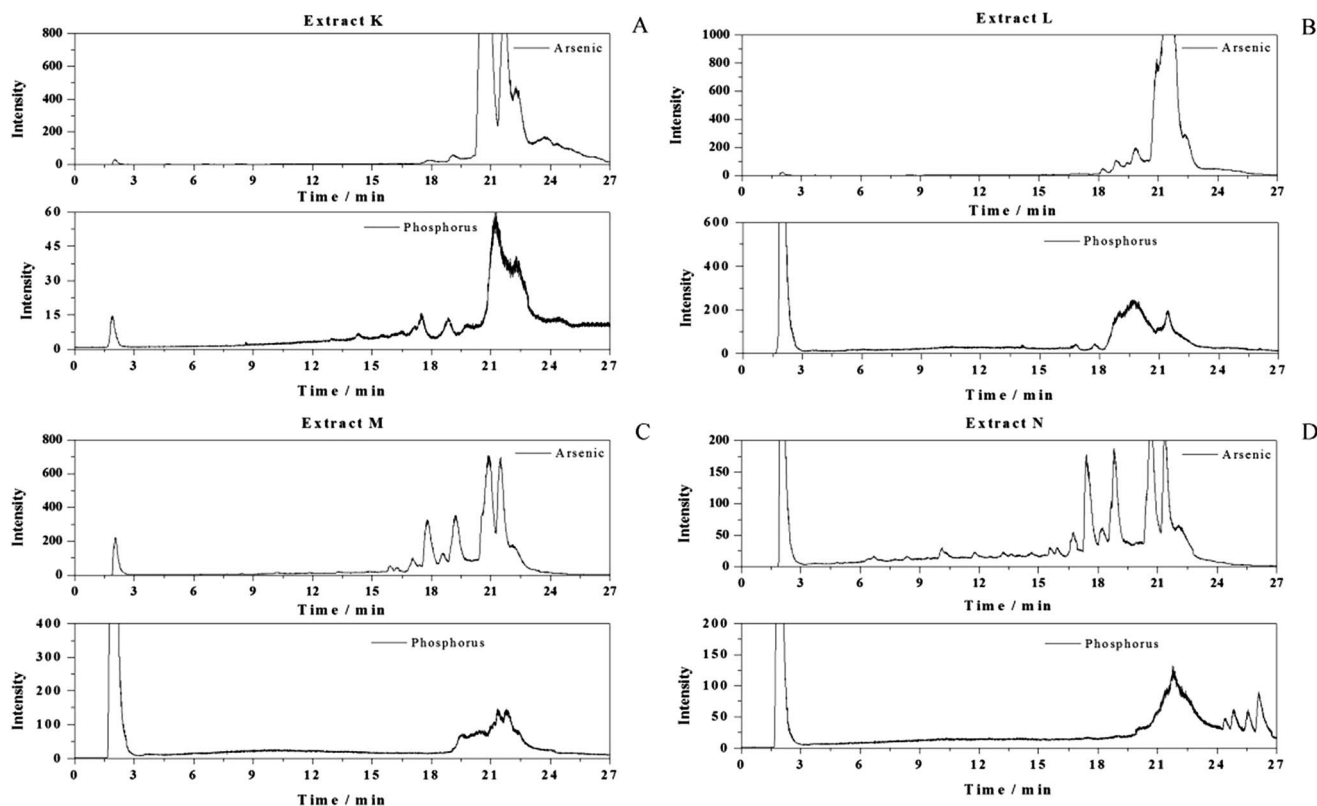 Extract K
A
Arsenic
Intensity
800
600
400
200
0
0 3 6 9 12 15 18 21 24 27
Time / min
Phosphorus
Intensity
60
45
30
15
0
0 3 6 9 12 15 18 21 24 27
Time / min
Extract L
B
Arsenic
Intensity
1000
800
600
400
200
0
0 3 6 9 12 15 18 21 24 27
Time / min
Phosphorus
Intensity
600
400
200
0
0 3 6 9 12 15 18 21 24 27
Time / min
Extract M
C
Arsenic
Intensity
800
600
400
200
0
0 3 6 9 12 15 18 21 24 27
Time / min
Phosphorus
Intensity
400
300
200
100
0
0 3 6 9 12 15 18 21 24 27
Time / min
Extract N
D
Arsenic
Intensity
200
150
100
50
0
0 3 6 9 12 15 18 21 24 27
Time / min
Phosphorus
Intensity
200
150
100
50
0
0 3 6 9 12 15 18 21 24 27
Time / min